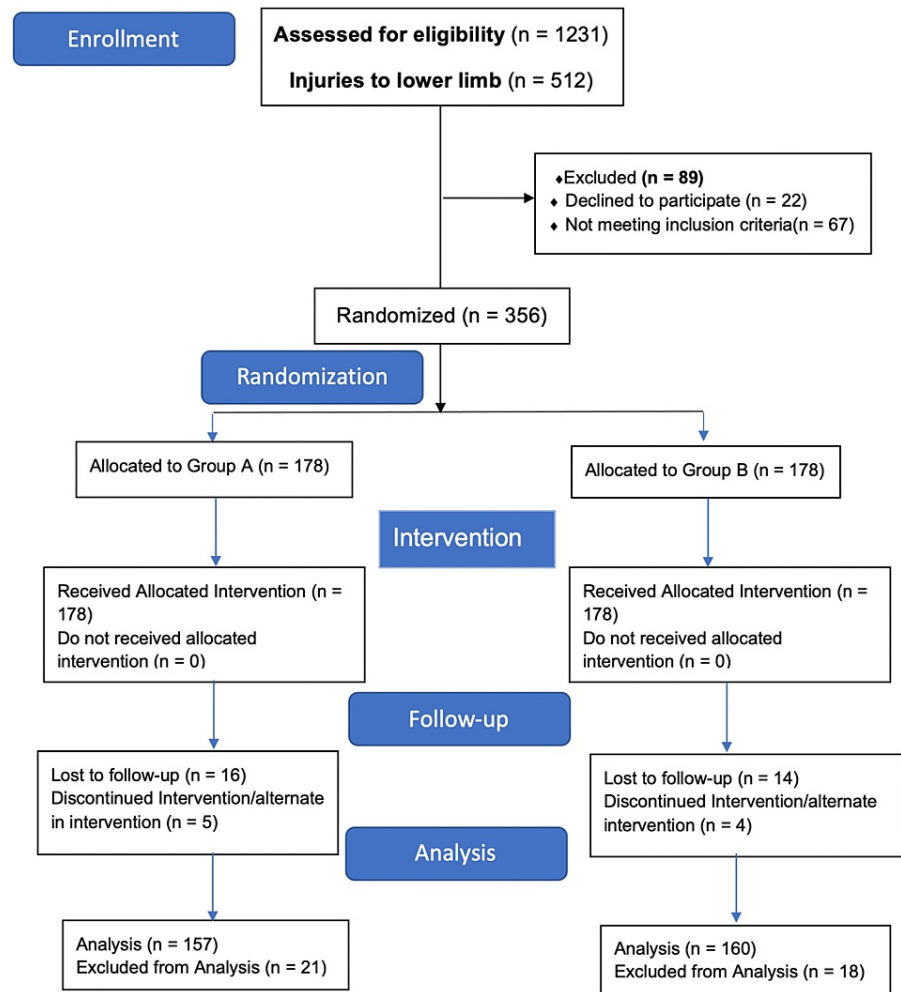 Enrollment
Assessed for eligibility (n = 1231)
Injuries to lower limb (n = 512)
♦Excluded (n = 89)
♦ Declined to participate (n = 22)
♦ Not meeting inclusion criteria(n = 67)
Randomized (n = 356)
Randomization
Allocated to Group A (n = 178)
Allocated to Group B (n = 178)
Intervention
Received Allocated Intervention (n =
178)
Do not received allocated
intervention (n = 0)
Received Allocated Intervention (n =
178)
Do not received allocated
intervention (n = 0)
Follow-up
Lost to follow-up (n = 16)
Discontinued Intervention/alternate
in intervention (n = 5)
Lost to follow-up (n = 14)
Discontinued Intervention/alternate
intervention (n = 4)
Analysis
Analysis (n = 157)
Excluded from Analysis (n = 21)
Analysis (n = 160)
Excluded from Analysis (n = 18)